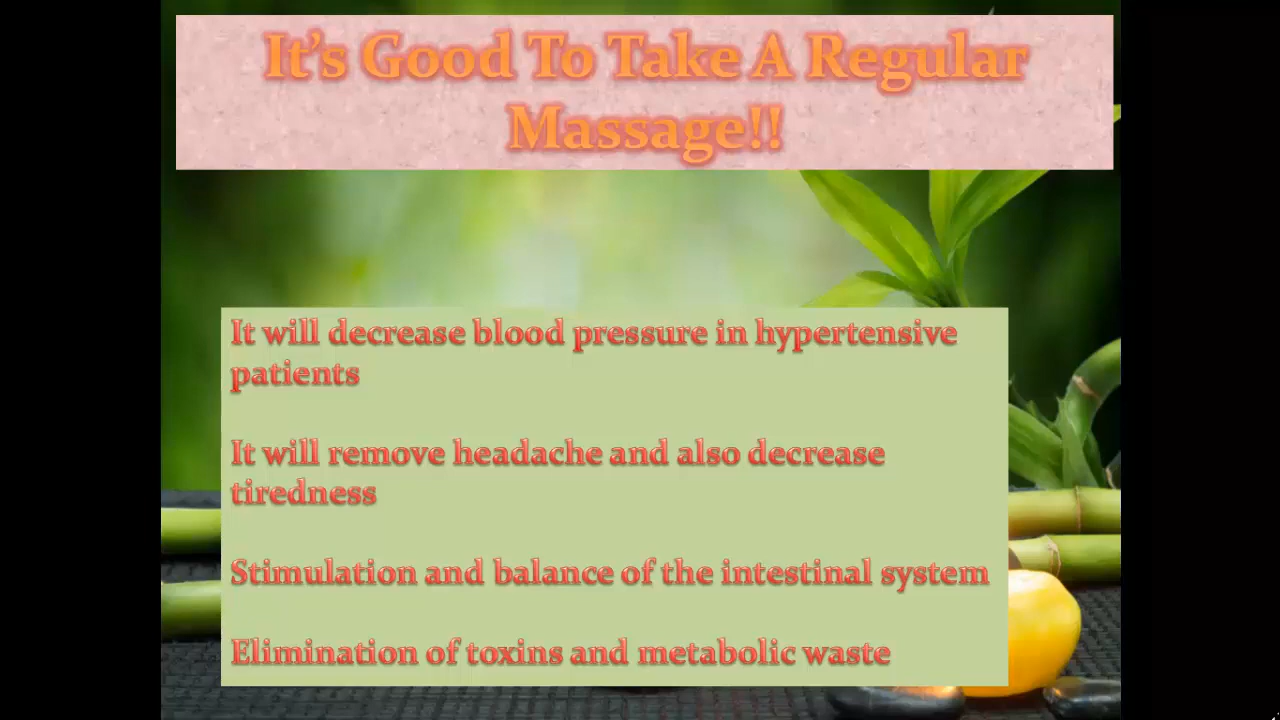 It's Good To Take A Regular
Massage!!
It will decrease blood pressure in hypertensive
patients
It will remove headache and also decrease
tiredness
Stimulation and balance of the intestinal system
Elimination of toxins and metabolic waste